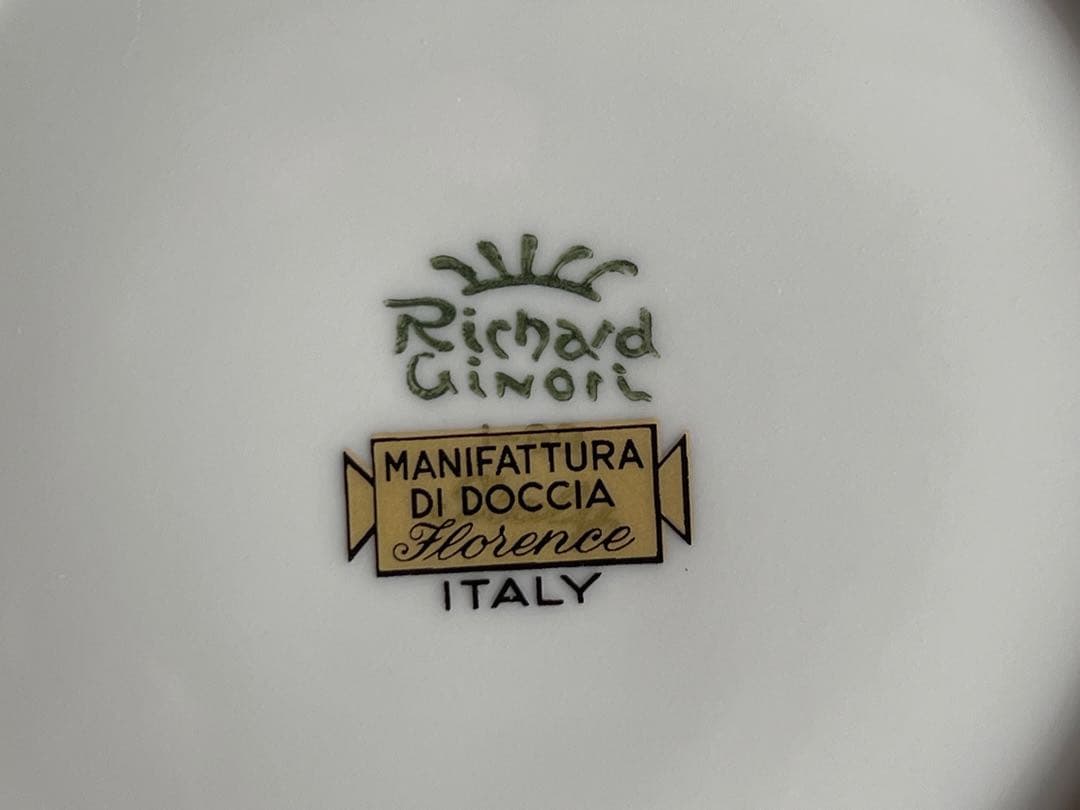 Richard
Ginori
MANIFATTURA
DI DOCCIA
Florence
ITALY